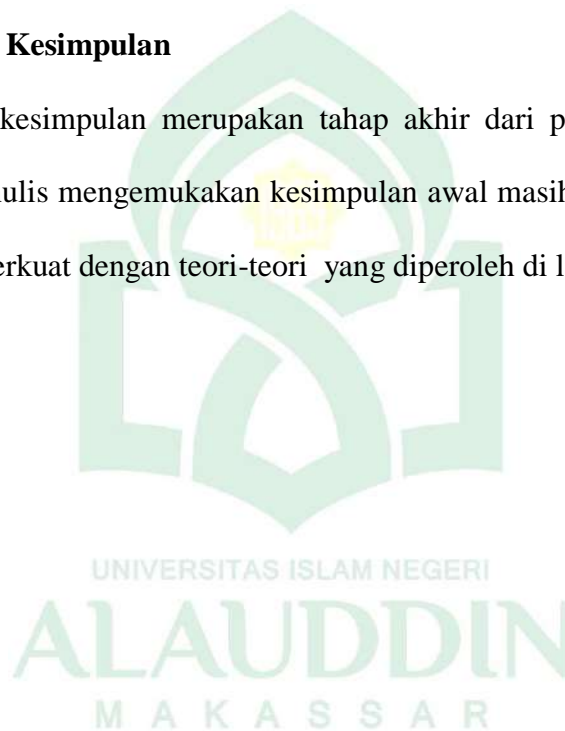 Kesimpulan
kesimpulan merupakan tahap akhir dari p
ulis mengemukakan kesimpulan awal masih
erkuat dengan teori-teori yang diperoleh di l
UNIVERSITAS ISLAM NEGERI
ALAUDDIN
MAKASSAR